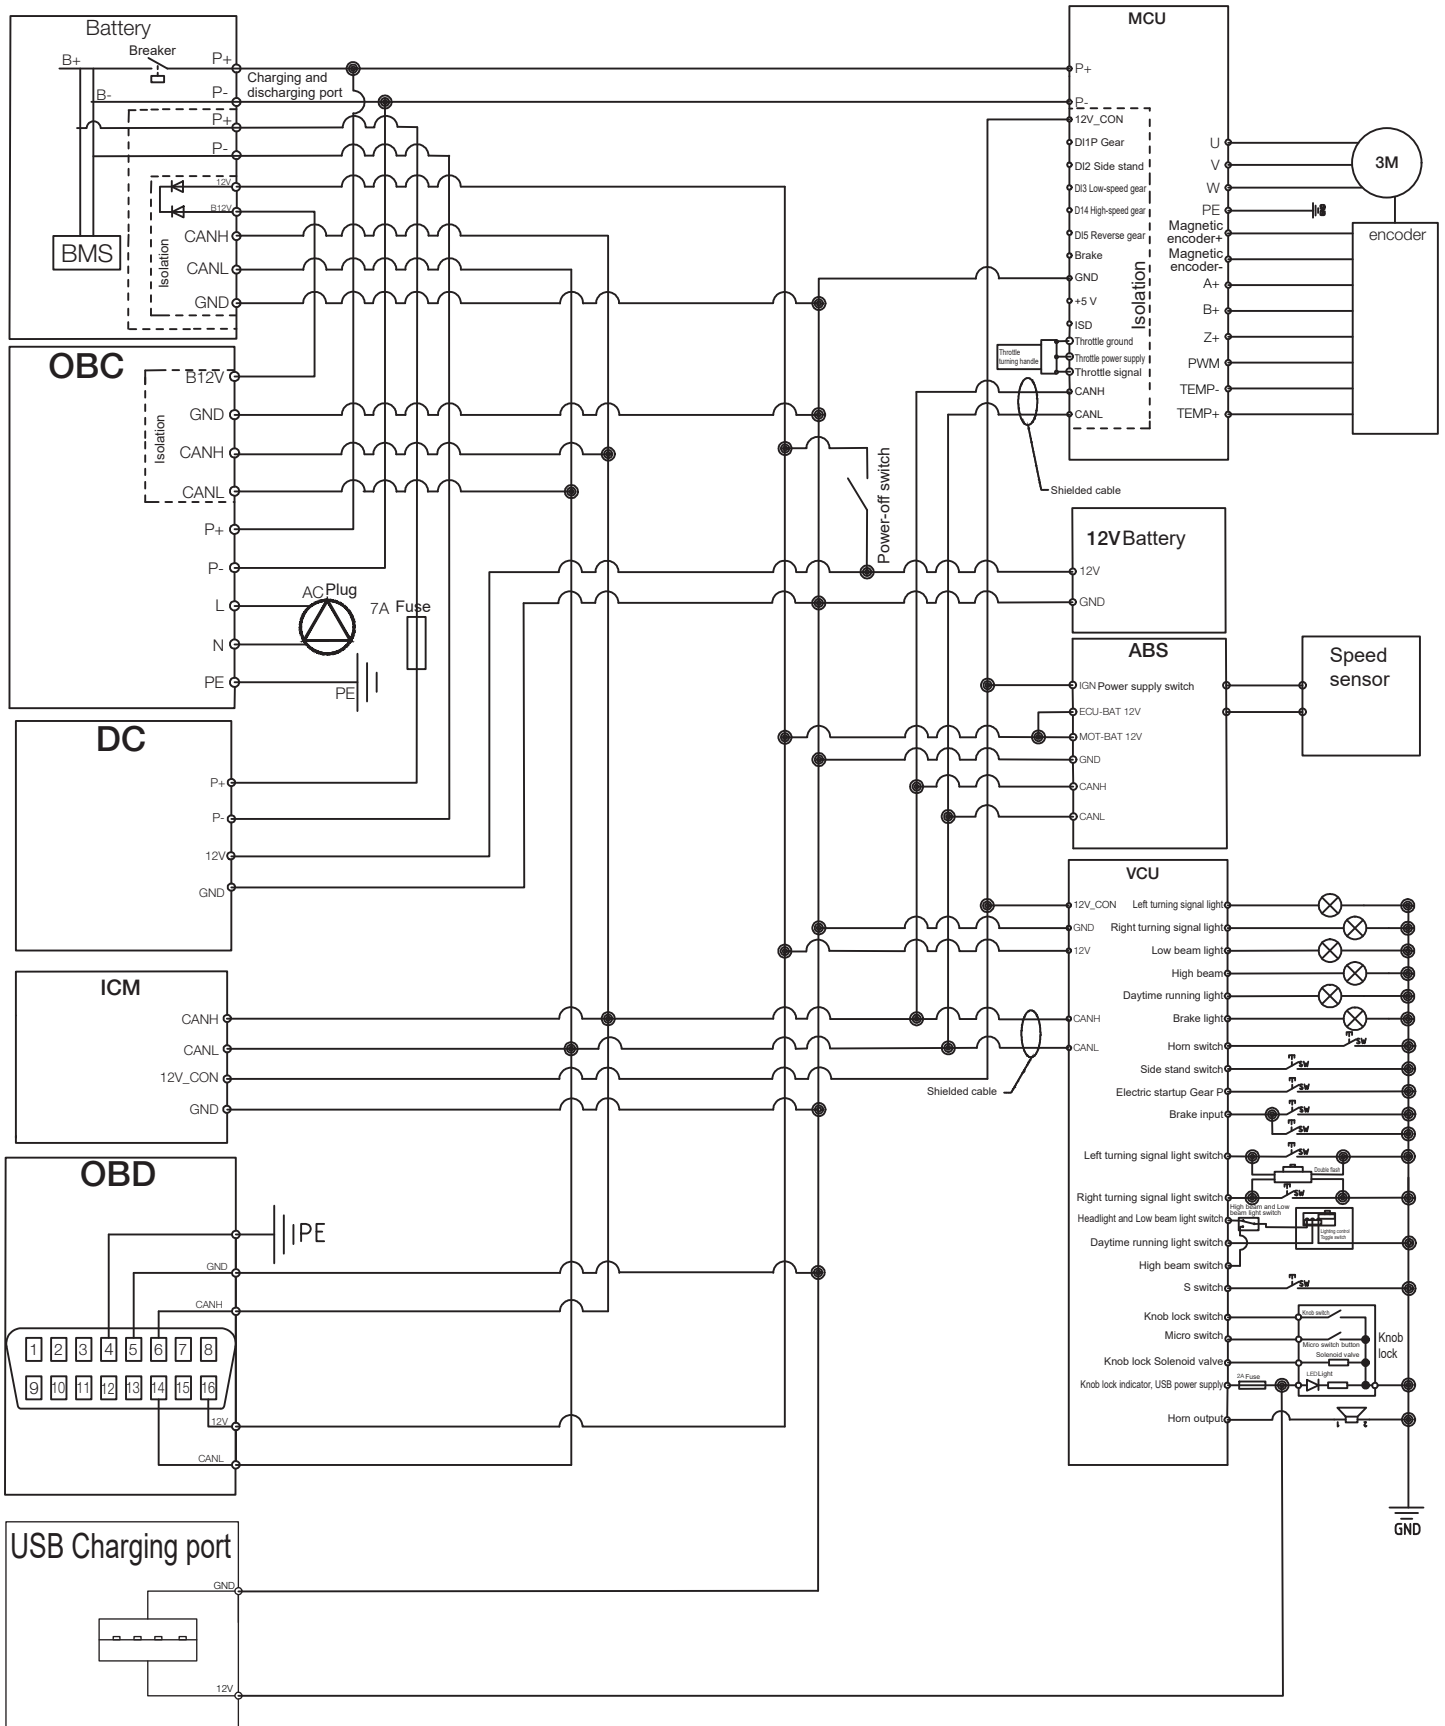 Battery
Breaker
B+
P+
Charging and
discharging port
B-
P-
P+
P-
12V
B12V
CANH
BMS
Isolation
CANL
GND
OBC
B12V
GND
Isolation
CANH
CANL
P+
P-
L
AC Plug
7A Fuse
N
PE
PE
DC
P+
P-
12V
GND
ICM
CANH
CANL
12V_CON
GND
OBD
PE
GND
CANH
1 2 3 4 5 6 7 8
9 10 11 12 13 14 15 16
12V
CANL
USB Charging port
GND
12V
MCU
P+
P-
12V_CON
DI1P Gear
DI2 Side stand
DI3 Low-speed gear
D14 High-speed gear
DI5 Reverse gear
Brake
GND
+5 V
ISD
Isolation
Throttle
turning handle
Throttle ground
Throttle power supply
Throttle signal
CANH
CANL
U
V
W
PE
Magnetic
encoder+
Magnetic
encoder-
A+
B+
Z+
PWM
TEMP-
TEMP+
3M
encoder
Shielded cable
Power-off switch
12V Battery
12V
GND
ABS
IGN Power supply switch
ECU-BAT 12V
MOT-BAT 12V
GND
CANH
CANL
Speed
sensor
VCU
12V_CON
GND
12V
CANH
CANL
Shielded cable
Left turning signal light
Right turning signal light
Low beam light
High beam
Daytime running light
Brake light
Horn switch
SW
Side stand switch
SW
Electric startup Gear P
SW
Brake input
SW
SW
Left turning signal light switch
SW
Double flash
Right turning signal light switch
SW
High beam and Low
beam light switch
Headlight and Low beam light switch
Lighting control
Toggle switch
Daytime running light switch
High beam switch
S switch
SW
Knob lock switch
Knob switch
Micro switch
Micro switch button
Knob
lock
Knob lock Solenoid valve
Solenoid valve
Knob lock indicator, USB power supply
2A Fuse
LED Light
Horn output
1 2
GND